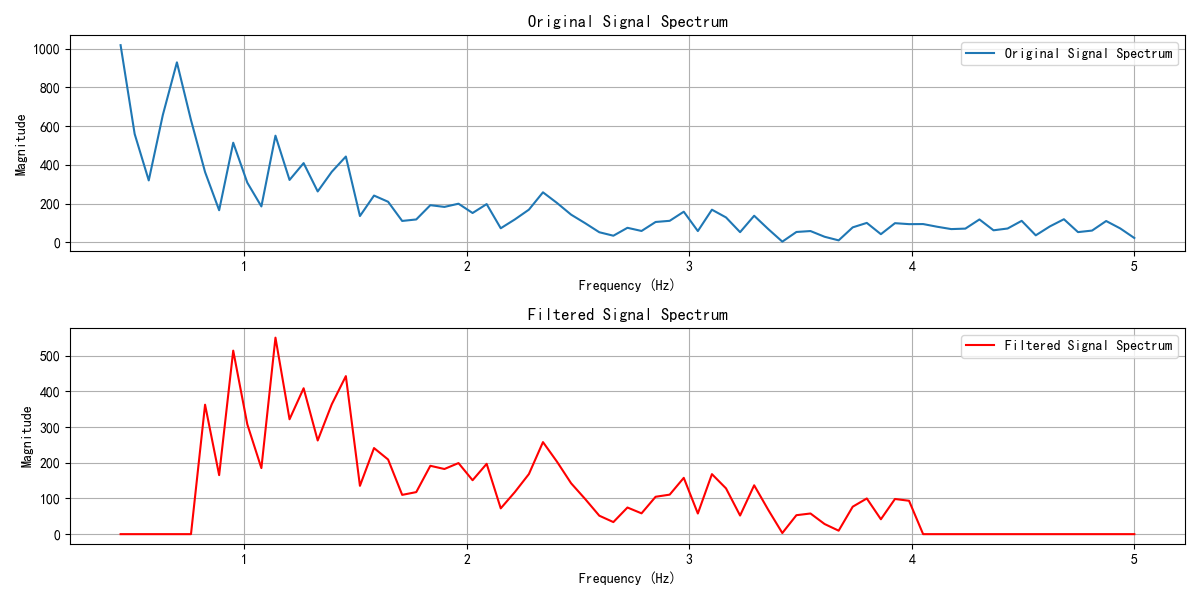 Original Signal Spectrum
1000
800
600
400
200
0
Magnitude
Original Signal Spectrum
1
2
3
4
5
Frequency (Hz)
Filtered Signal Spectrum
500
400
300
200
100
0
Magnitude
Filtered Signal Spectrum
1
2
3
4
5
Frequency (Hz)